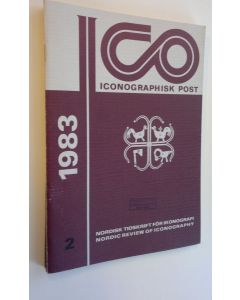 ICO
ICONOGRAPHISK POST
1983
2
NORDISK TIDSKRIFT FÖR IKONOGRAFI
NORDIC REVIEW OF ICONOGRAPHY